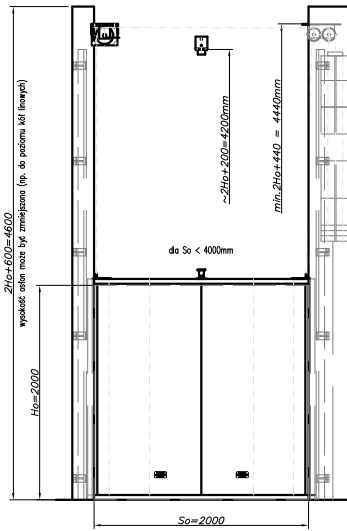 2Ho+600=4600
wysokość osłon może być zmniejszona (np. do poziomu kół linowych)
~2Ho+200=4200mm
min.2Ho+440 = 4440mm
dla So < 4000mm
Ho=2000
So=2000